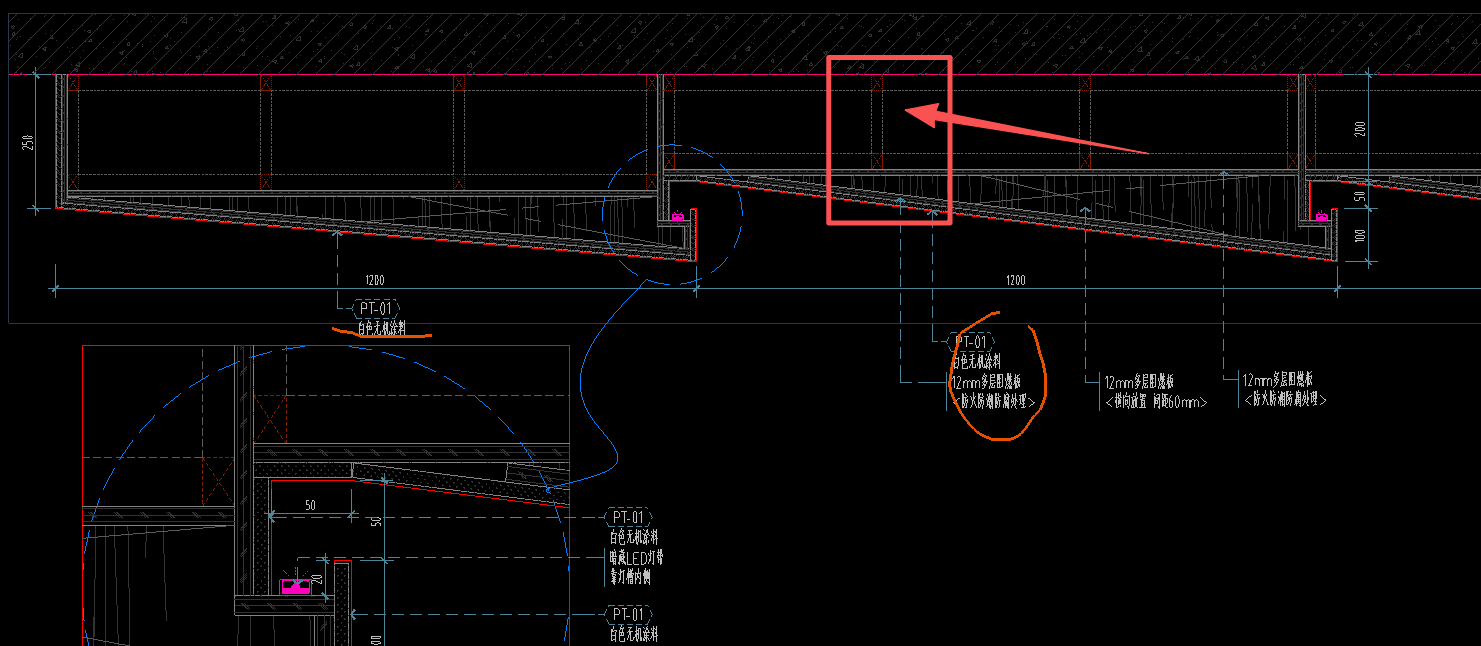 250
200
50
100
1200
1200
PT-01
白色无机涂料
PT-01
白色无机涂料
12mm多层阻燃板
<防火防潮防腐处理>
12mm多层阻燃板
<横向放置 间距60mm>
12mm多层阻燃板
<防火防潮防腐处理>
50
50
20
PT-01
白色无机涂料
暗藏LED灯带
靠灯槽内侧
PT-01
白色无机涂料